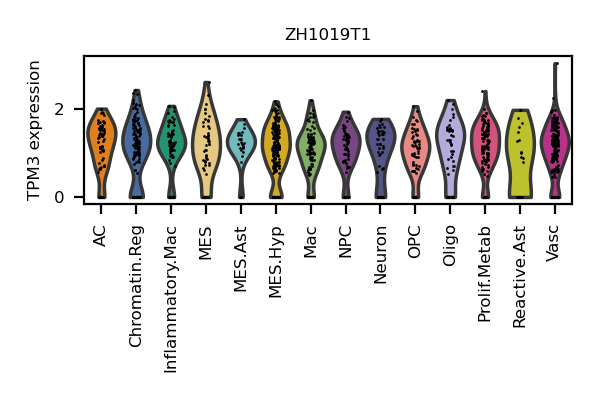 ZH1019T1
TPM3 expression
2
0
AC
Chromatin.Reg
Inflammatory.Mac
MES
MES.Ast
MES.Hyp
Mac
NPC
Neuron
OPC
Oligo
Prolif.Metab
Reactive.Ast
Vasc